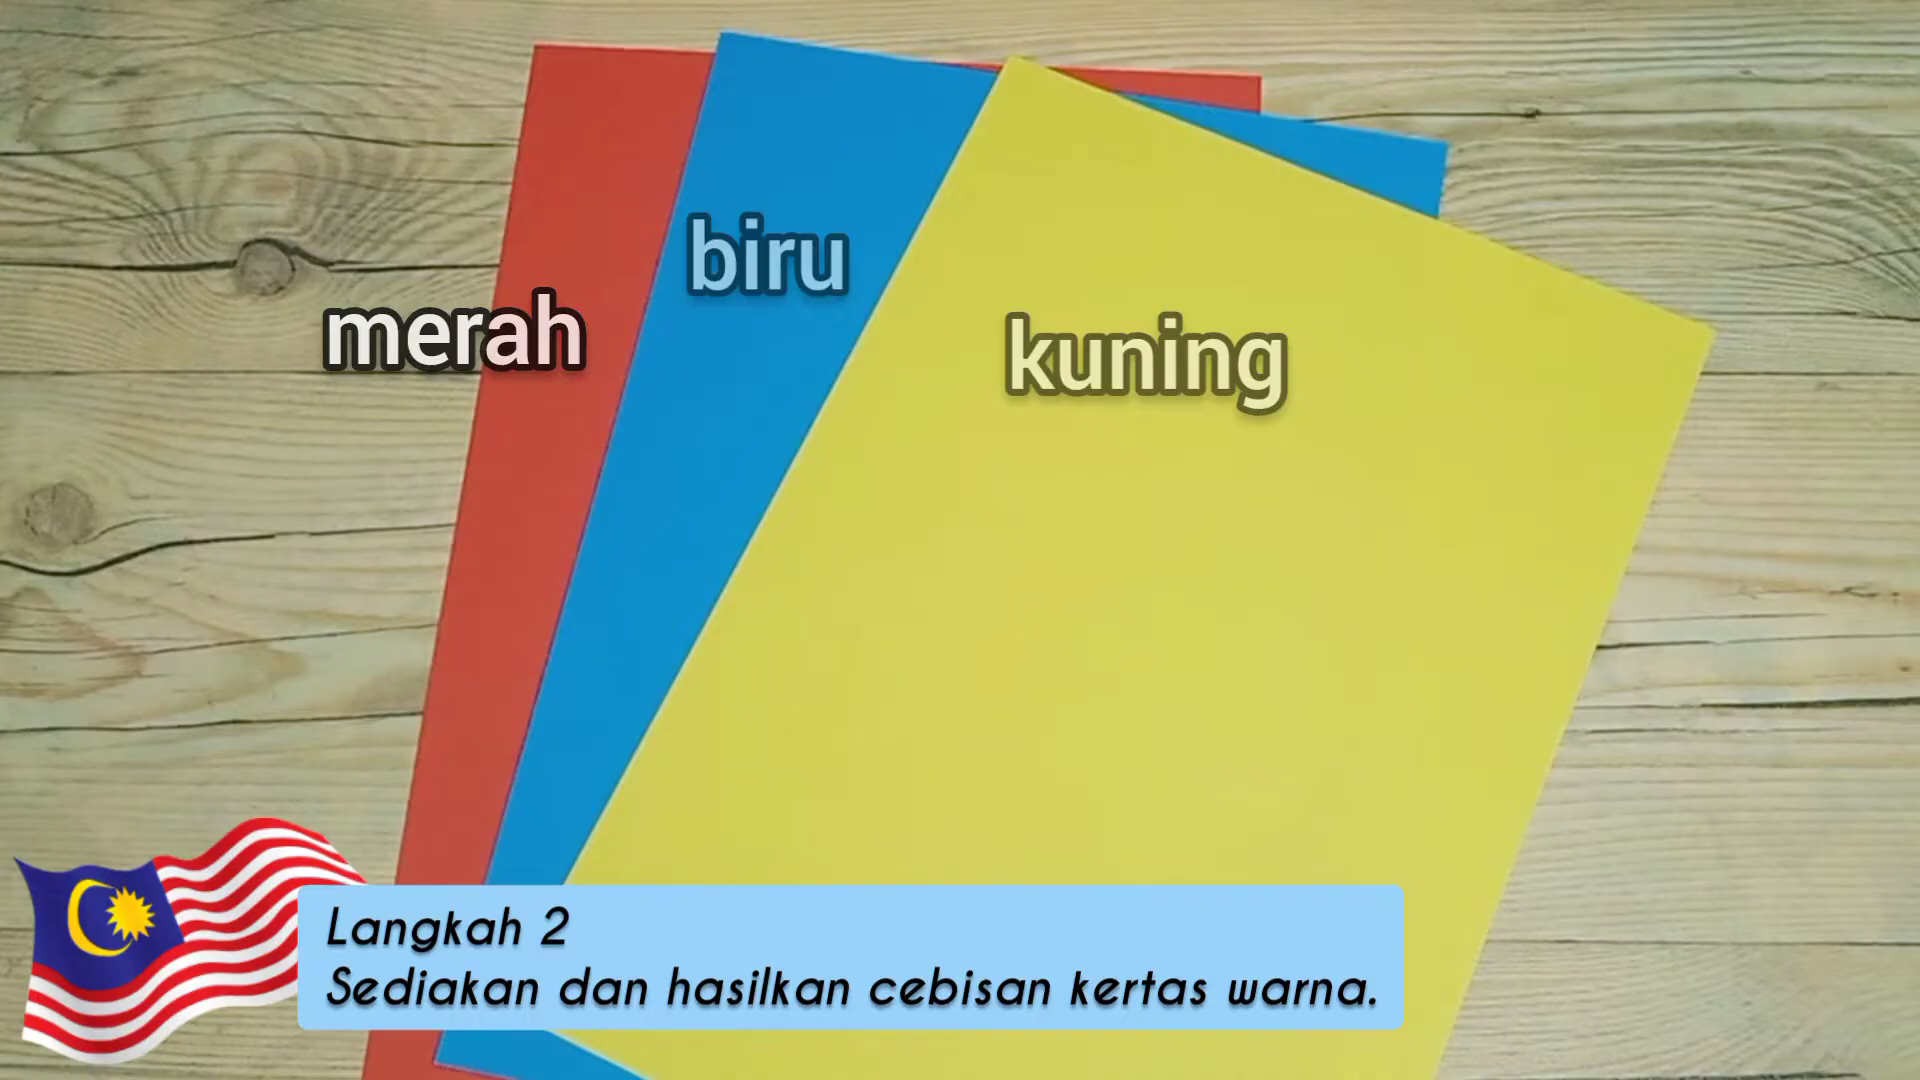 biru
merah
kuning
Langkah 2
Sediakan dan hasilkan cebisan kertas warna.